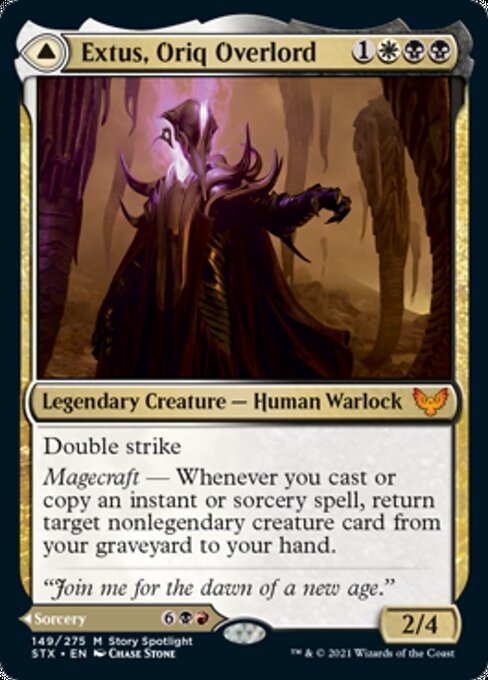 Extus, Oriq Overlord 1
Legendary Creature — Human Warlock
Double strike
Magecraft — Whenever you cast or
copy an instant or sorcery spell, return
target nonlegendary creature card from
your graveyard to your hand.
“Join me for the dawn of a new age.”
Sorcery 6
2/4
149/275 M Story Spotlight
STX • EN Chase Stone
™ & © 2021 Wizards of the Coast